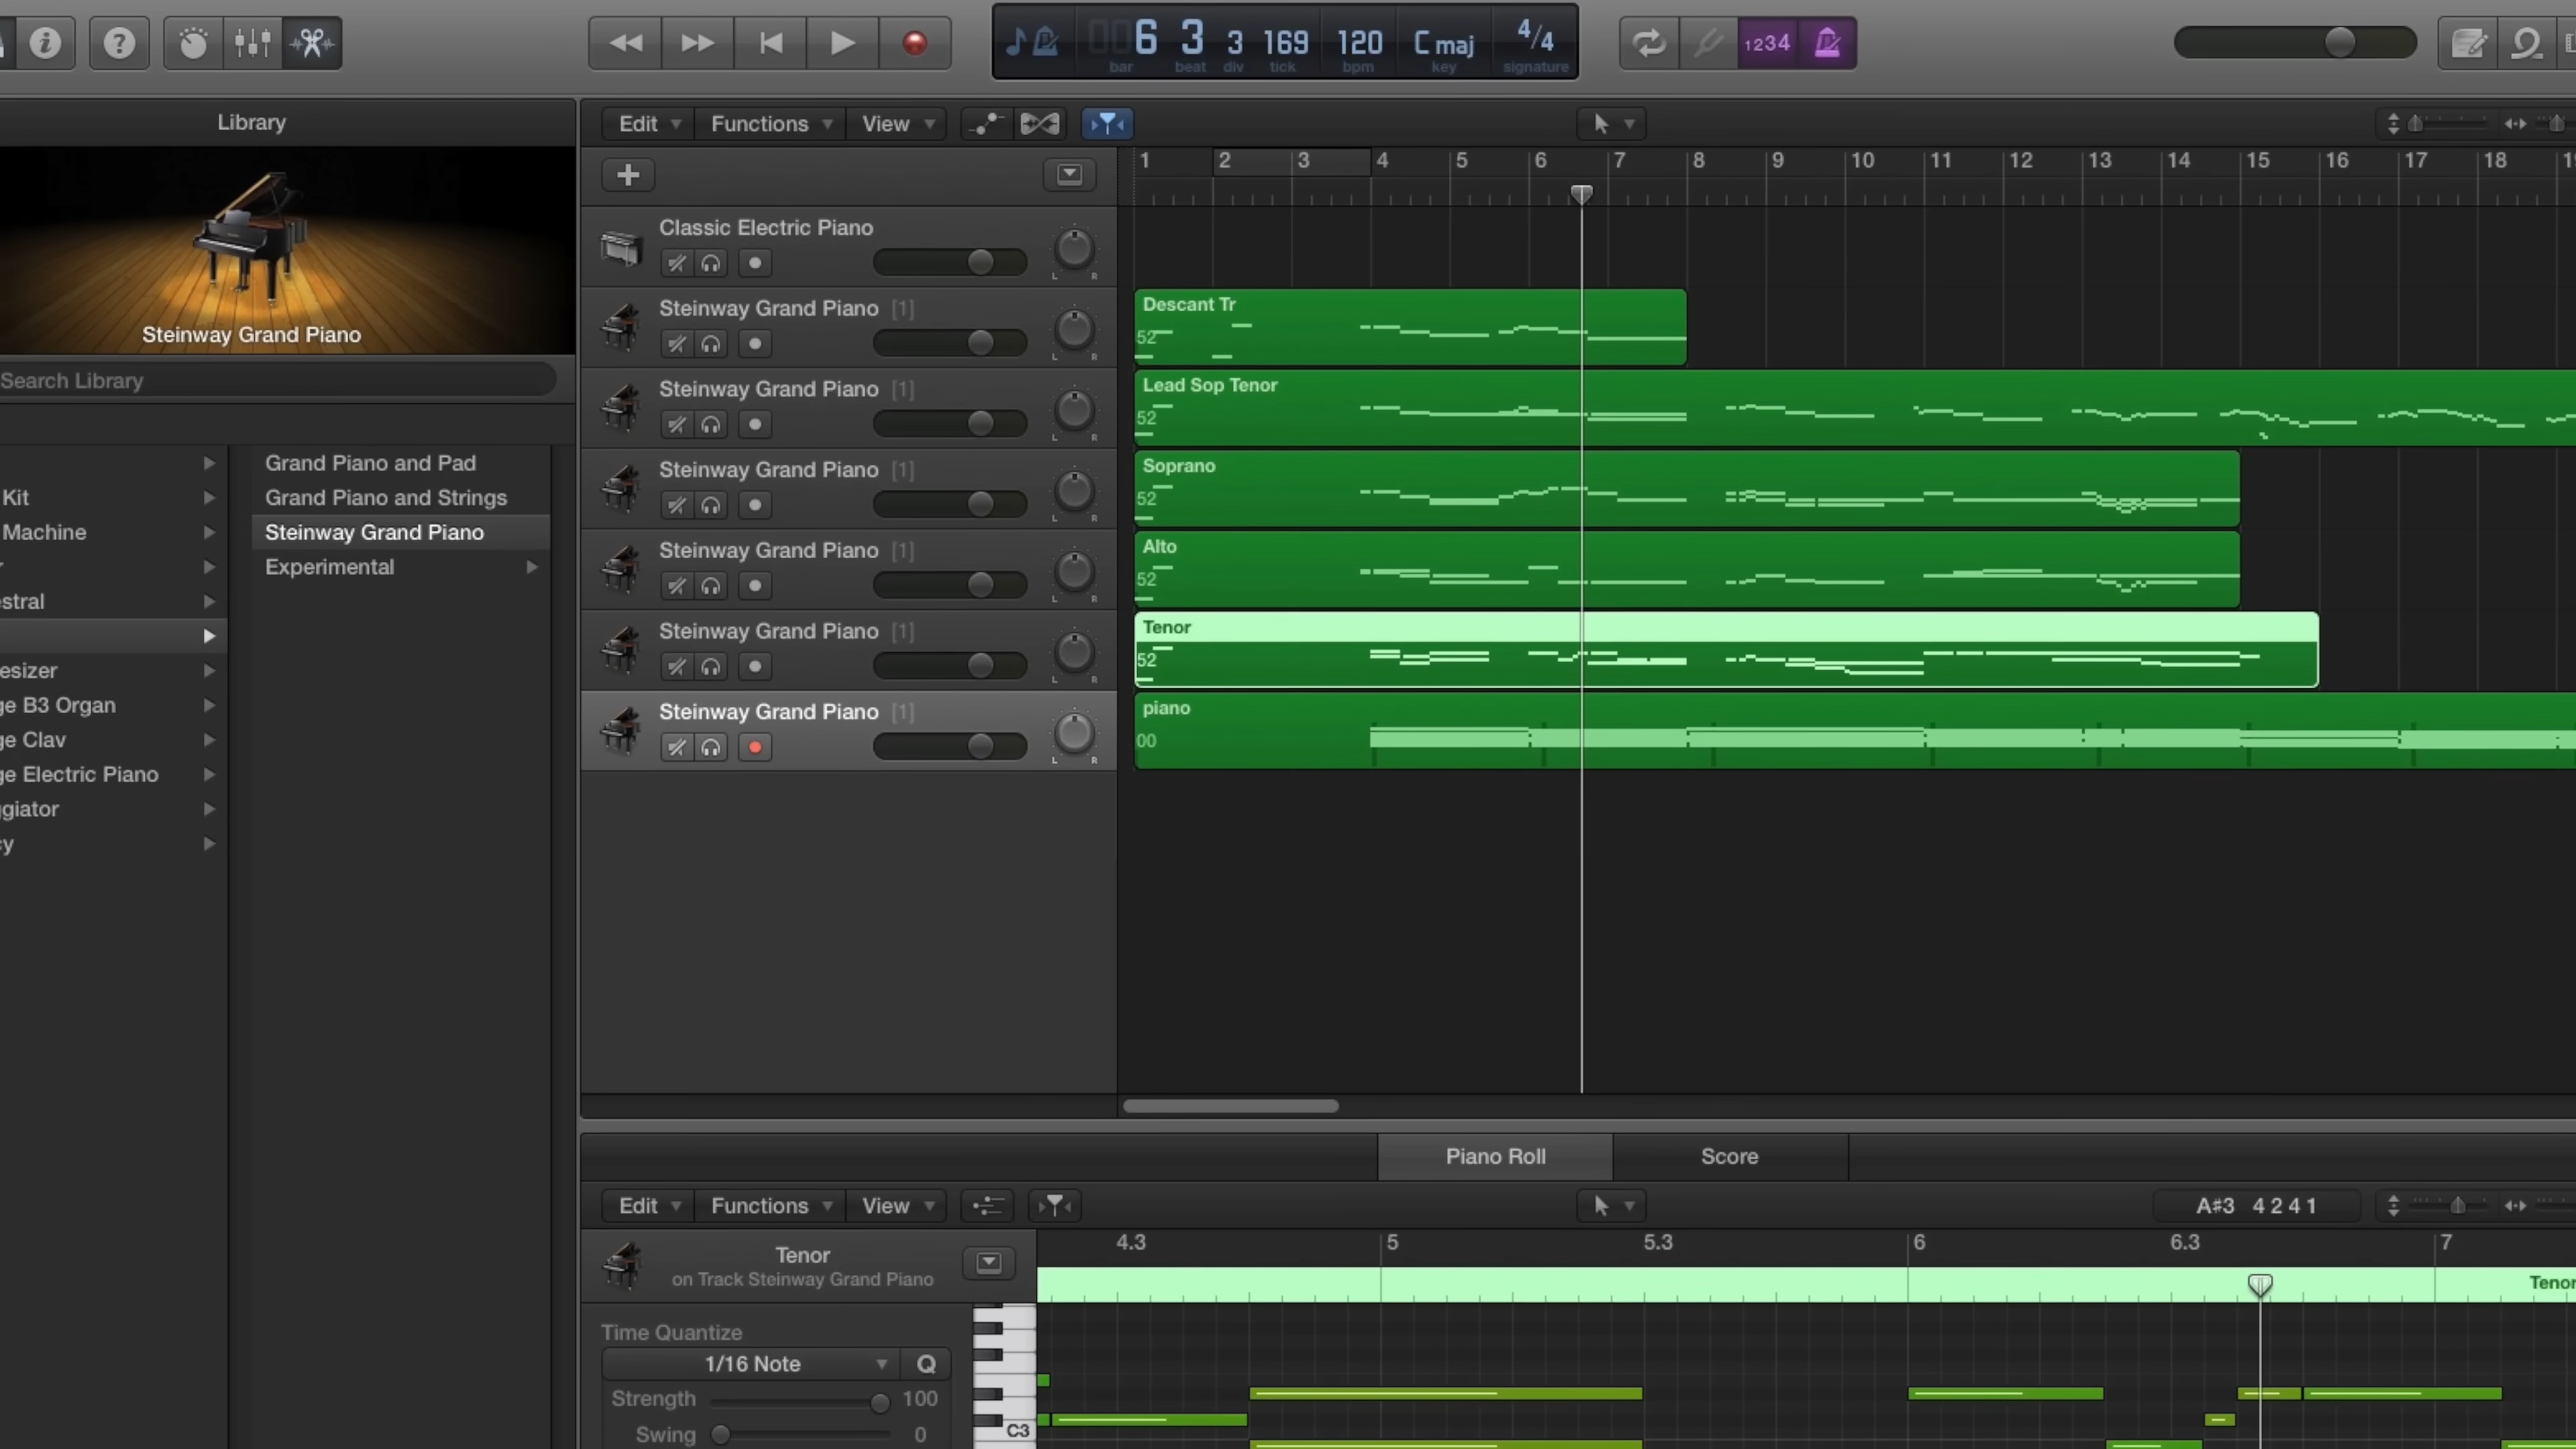 006 3 3 169 120 C maj 4/4
bar beat div tick bpm key signature
1234
Library
Steinway Grand Piano
Search Library
Kit
Machine
estral
esizer
ge B3 Organ
ge Clav
ge Electric Piano
ggiator
cy
Grand Piano and Pad
Grand Piano and Strings
Steinway Grand Piano
Experimental
Edit Functions View
1 2 3 4 5 6 7 8 9 10 11 12 13 14 15 16 17 18
Classic Electric Piano
L R
Steinway Grand Piano [1]
L R
Descant Tr
52
Steinway Grand Piano [1]
L R
Lead Sop Tenor
52
Steinway Grand Piano [1]
L R
Soprano
52
Steinway Grand Piano [1]
L R
Alto
52
Steinway Grand Piano [1]
L R
Tenor
52
Steinway Grand Piano [1]
L R
piano
00
Piano Roll Score
Edit Functions View A#3 4 2 4 1
Tenor
on Track Steinway Grand Piano
4.3 5 5.3 6 6.3 7
Tenor
Time Quantize
1/16 Note Q
Strength 100
Swing 0
C3